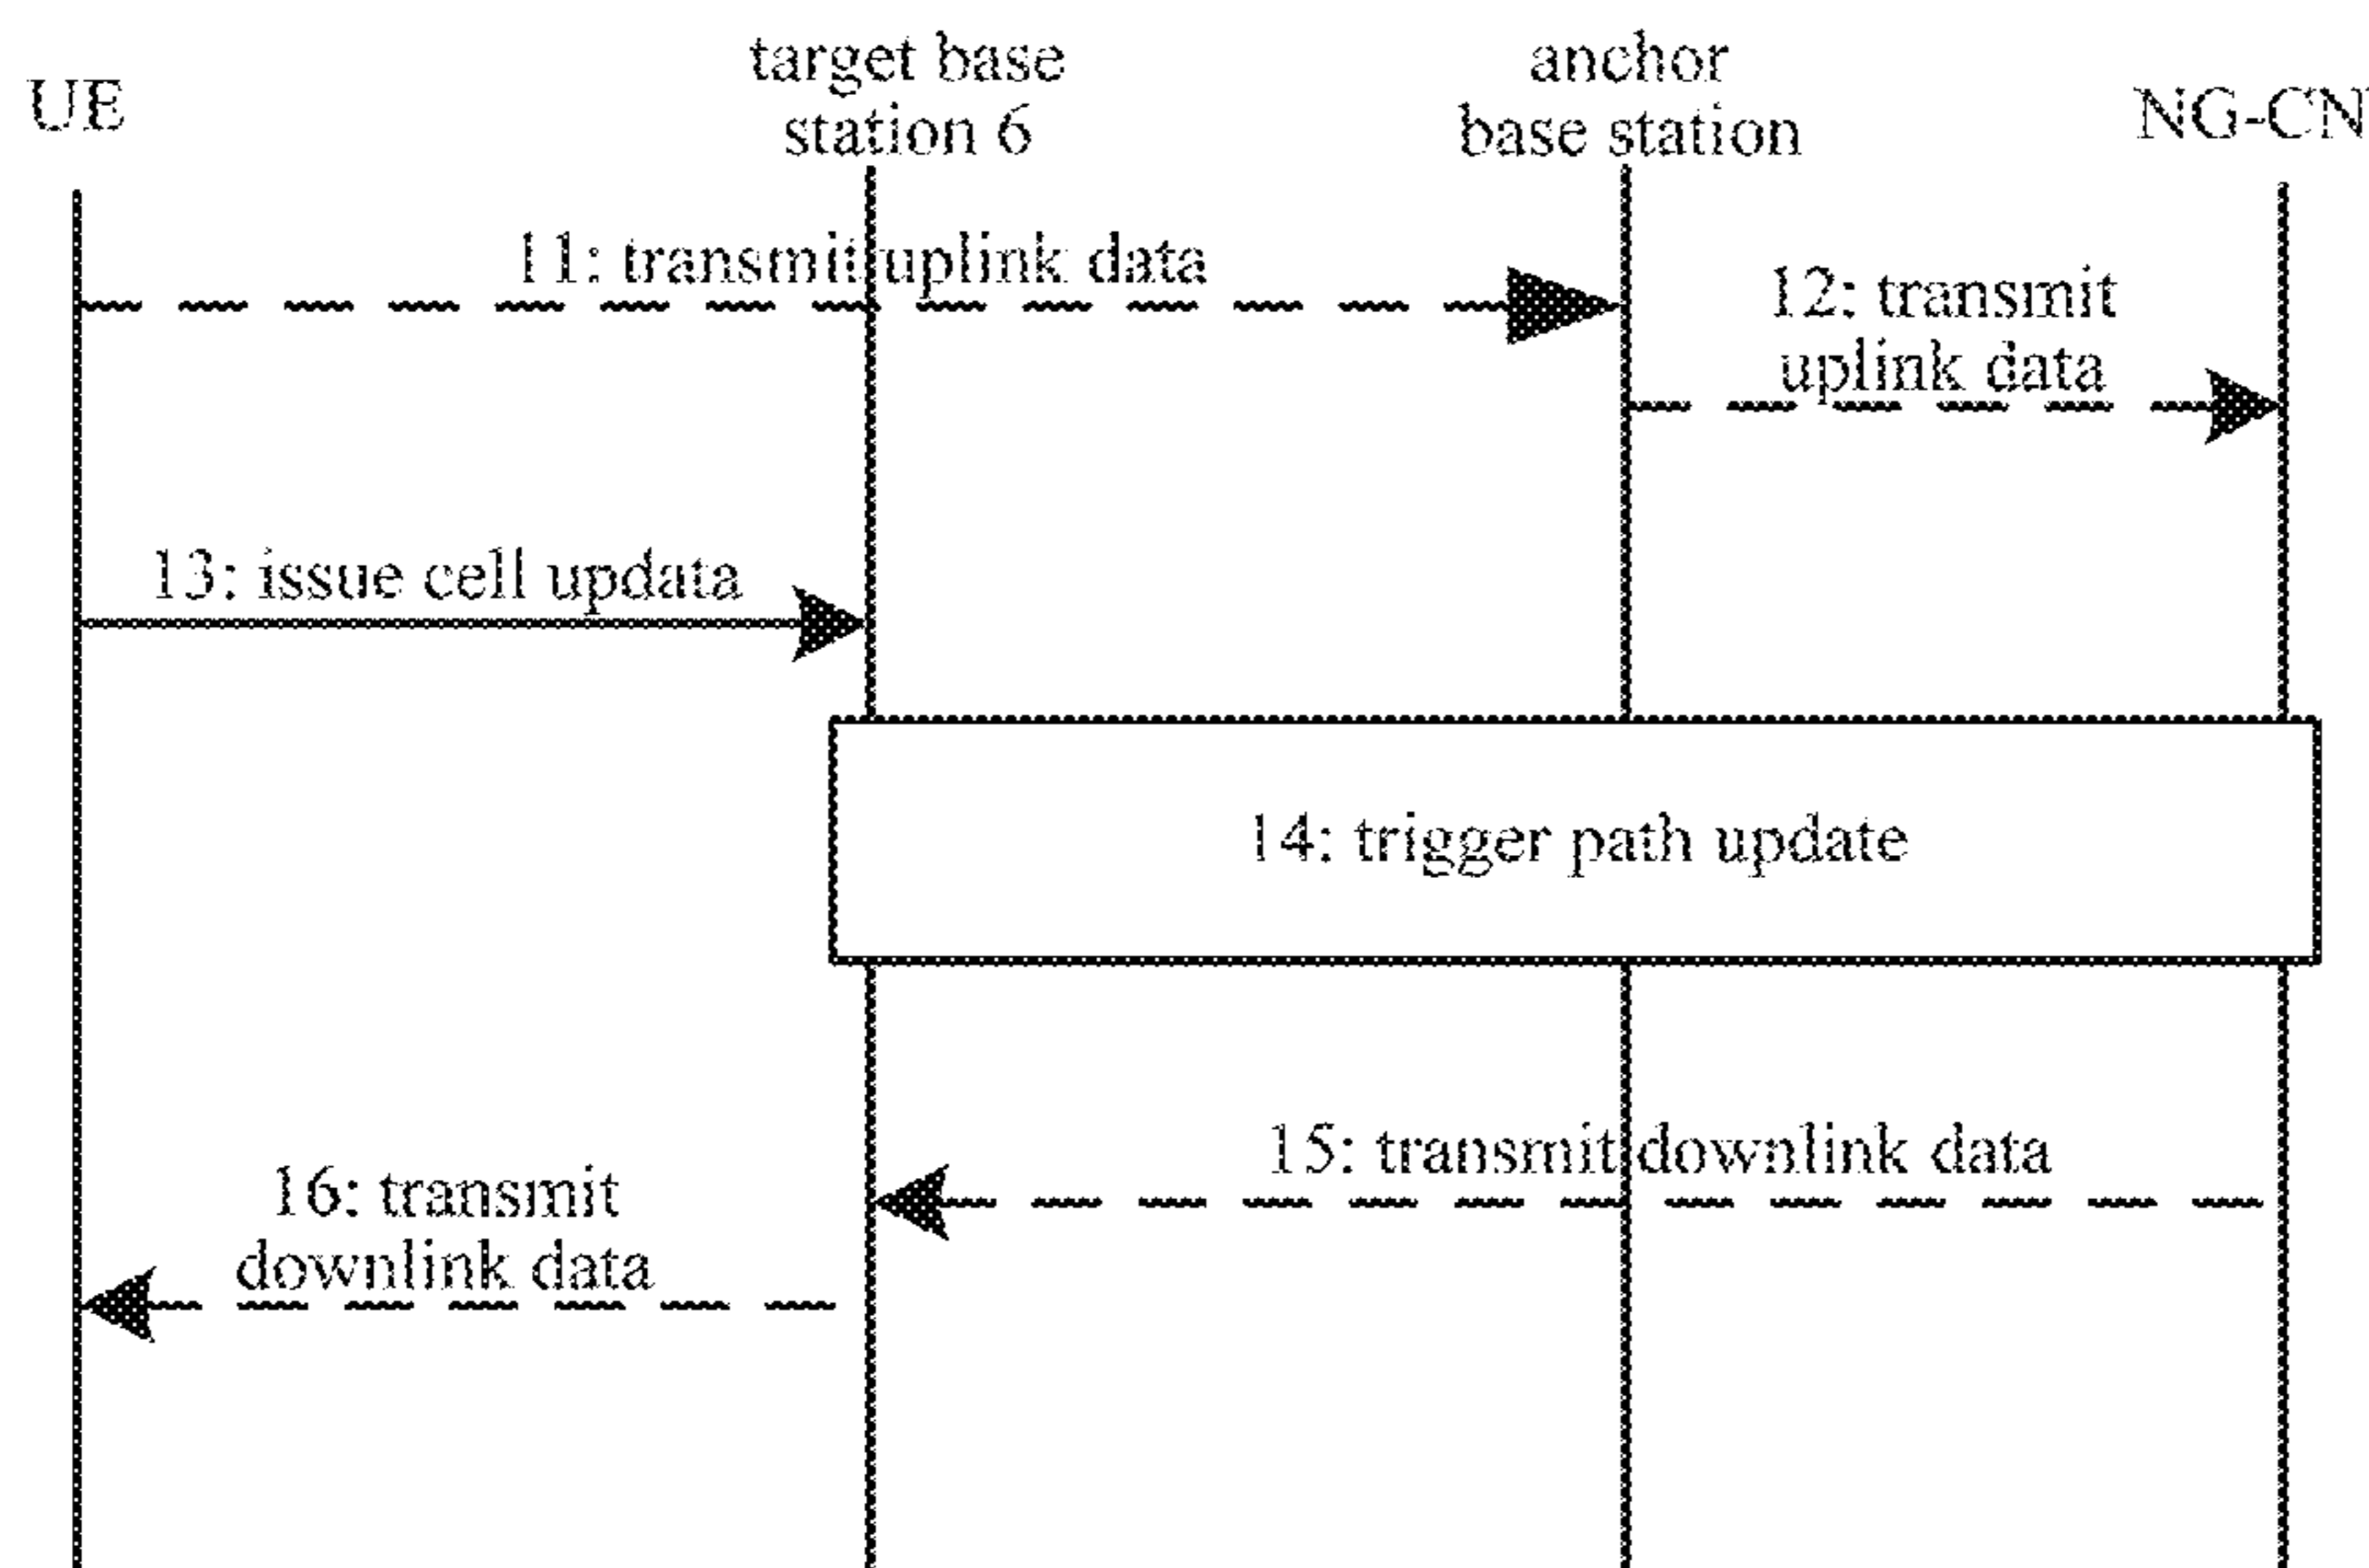 UE
target base
station 6
anchor
base station
NG-CN
11: transmit uplink data
12: transmit
uplink data
13: issue cell updata
14: trigger path update
15: transmit downlink data
16: transmit
downlink data